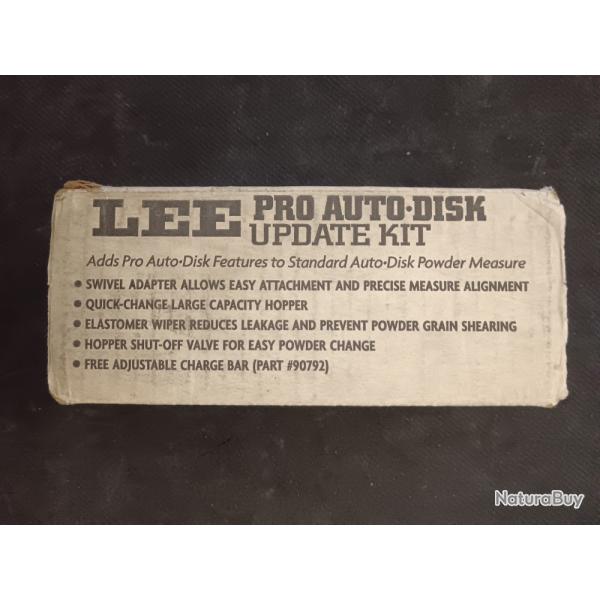 LEE PRO AUTO•DISK
UPDATE KIT
Adds Pro Auto•Disk Features to Standard Auto•Disk Powder Measure
• SWIVEL ADAPTER ALLOWS EASY ATTACHMENT AND PRECISE MEASURE ALIGNMENT
• QUICK-CHANGE LARGE CAPACITY HOPPER
• ELASTOMER WIPER REDUCES LEAKAGE AND PREVENT POWDER GRAIN SHEARING
• HOPPER SHUT-OFF VALVE FOR EASY POWDER CHANGE
• FREE ADJUSTABLE CHARGE BAR (PART #90792)
NaturaBuy